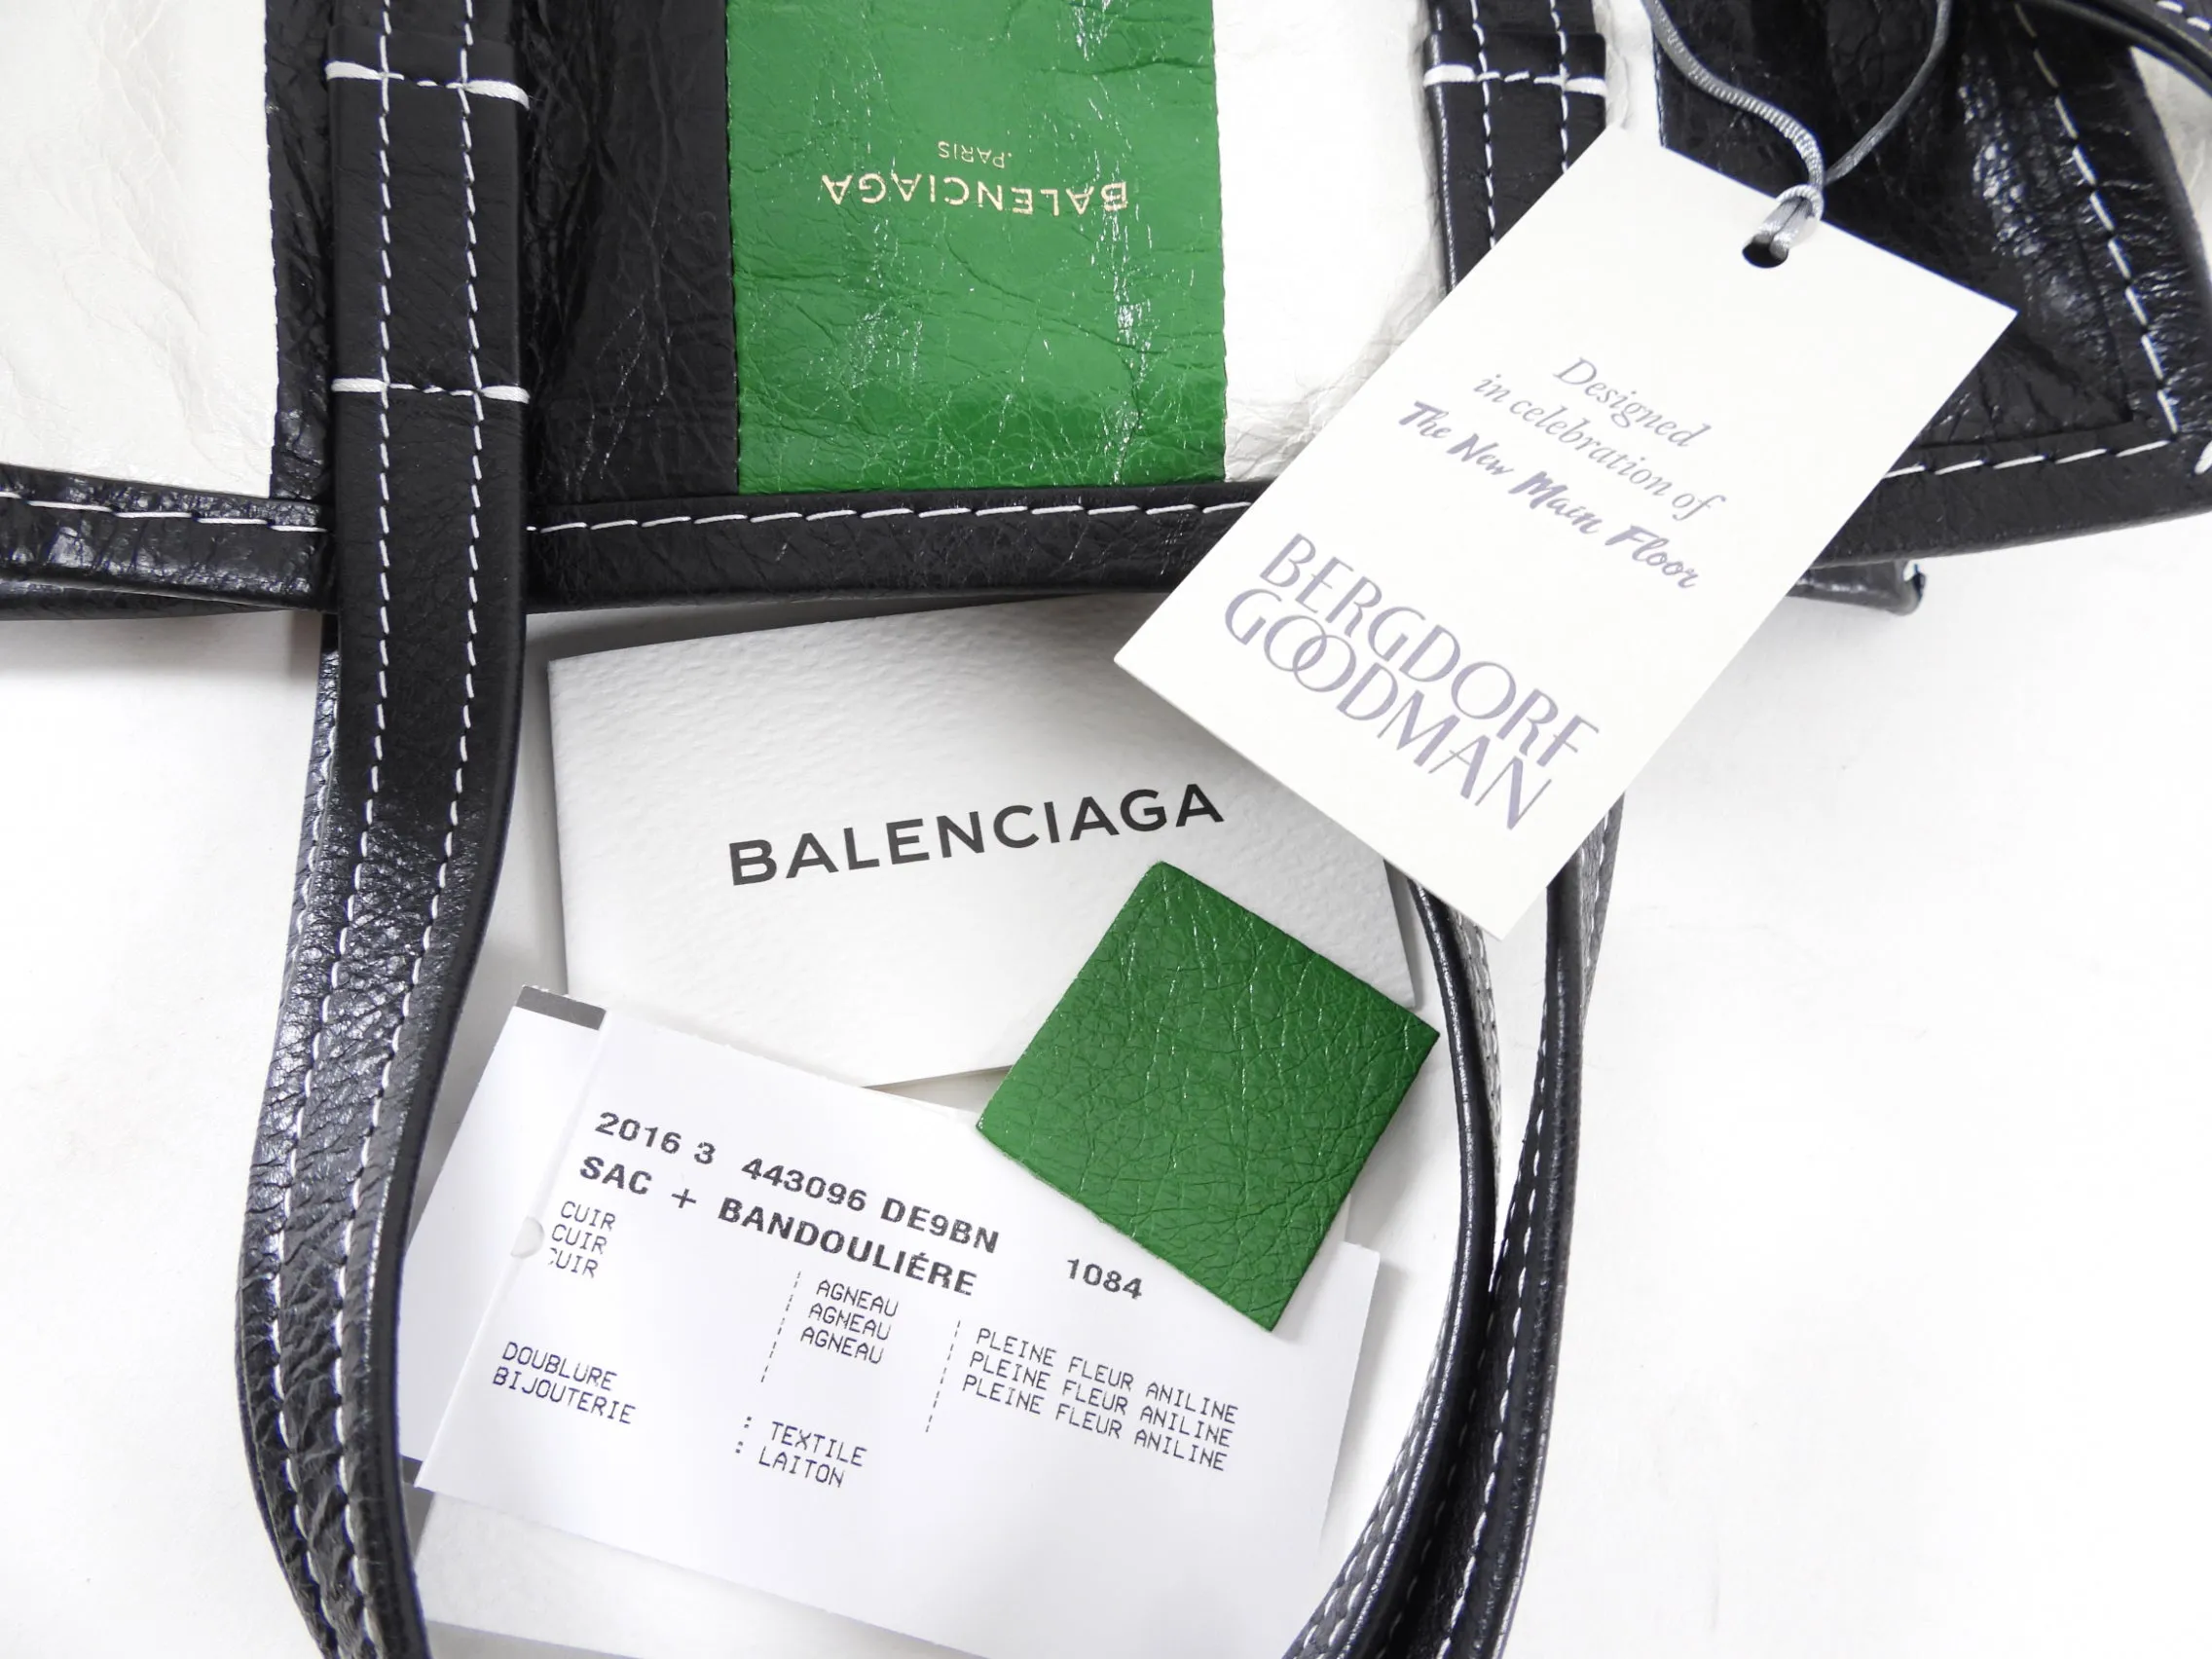 BALENCIAGA
.PARIS
Designed
in celebration of
The New Main Floor
BERGDORF
GOODMAN
BALENCIAGA
2016 3 443096 DE9BN 1084
SAC + BANDOULIÉRE
CUIR AGNEAU PLEINE FLEUR ANILINE
CUIR AGNEAU PLEINE FLEUR ANILINE
CUIR AGNEAU PLEINE FLEUR ANILINE
DOUBLURE : TEXTILE
BIJOUTERIE : LAITON